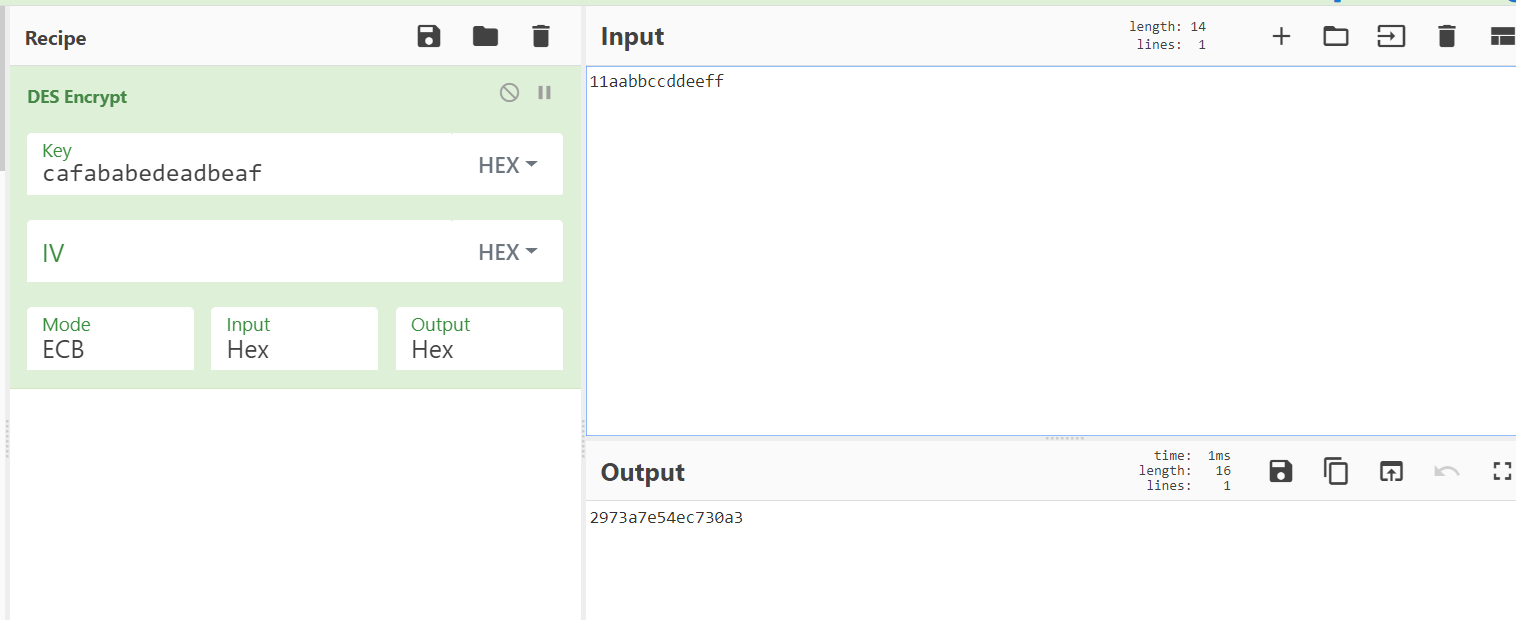 Recipe
DES Encrypt
Key
cafababedeadbeaf
HEX
IV
HEX
Mode
ECB
Input
Hex
Output
Hex
Input
length: 14
lines: 1
11aabbccddeeff
Output
time: 1ms
length: 16
lines: 1
2973a7e54ec730a3